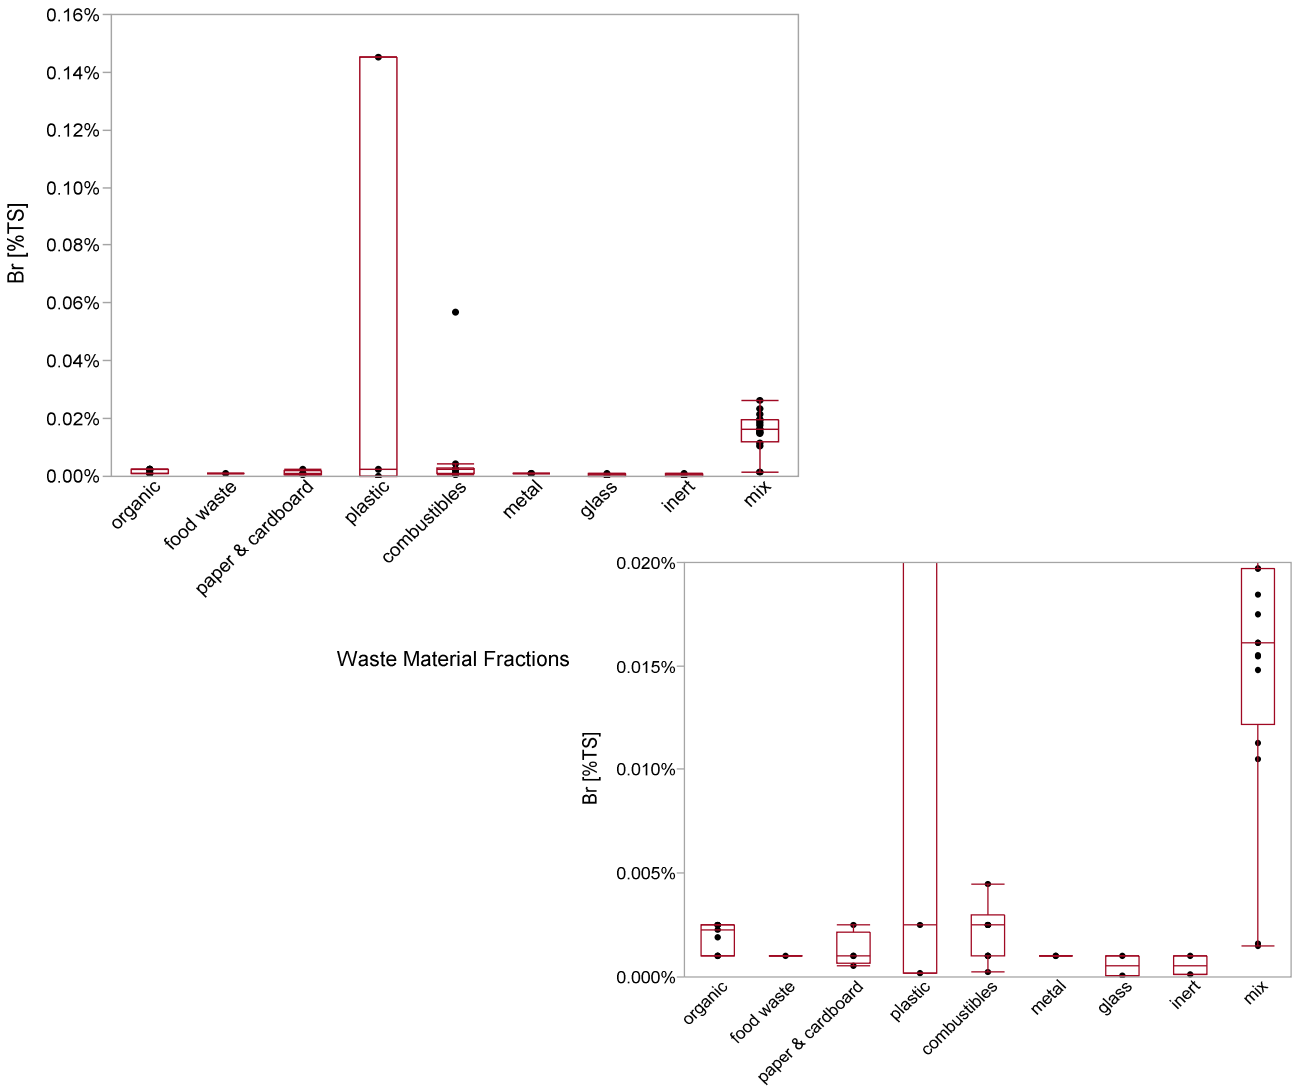 0.16%
0.14%
0.12%
0.10%
0.08%
0.06%
0.04%
0.02%
0.00%
Br [%TS]
organic
food waste
paper & cardboard
plastic
combustibles
metal
glass
inert
mix
Waste Material Fractions
0.020%
0.015%
0.010%
0.005%
0.000%
Br [%TS]
organic
food waste
paper & cardboard
plastic
combustibles
metal
glass
inert
mix